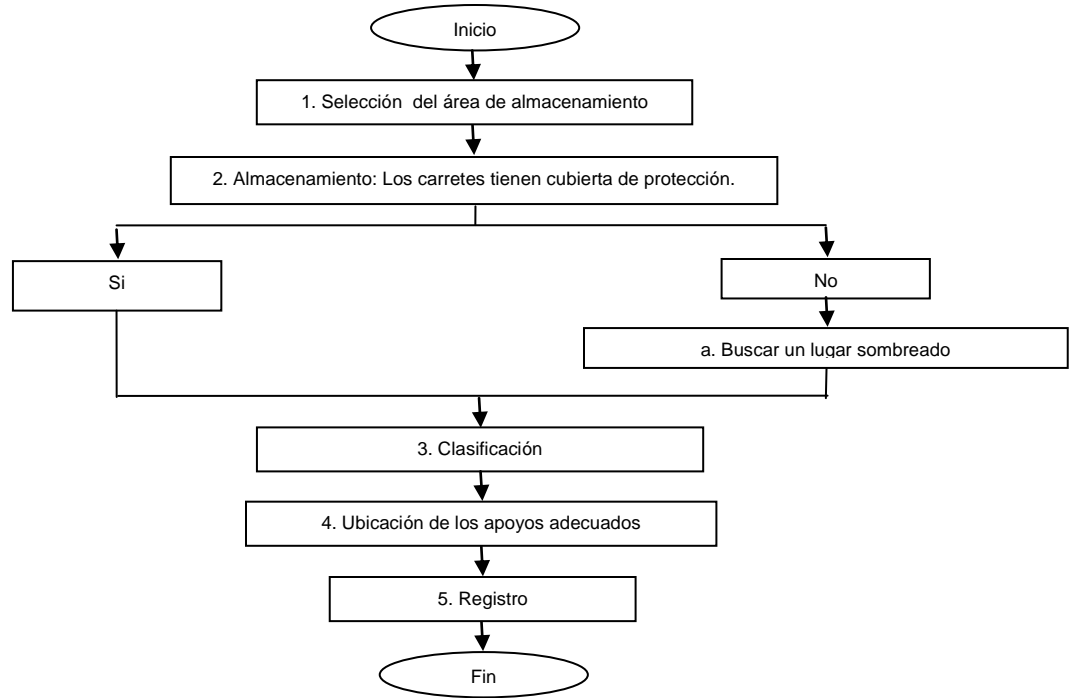 Inicio
1. Selección del área de almacenamiento
2. Almacenamiento: Los carretes tienen cubierta de protección.
Si
No
a. Buscar un lugar sombreado
3. Clasificación
4. Ubicación de los apoyos adecuados
5. Registro
Fin